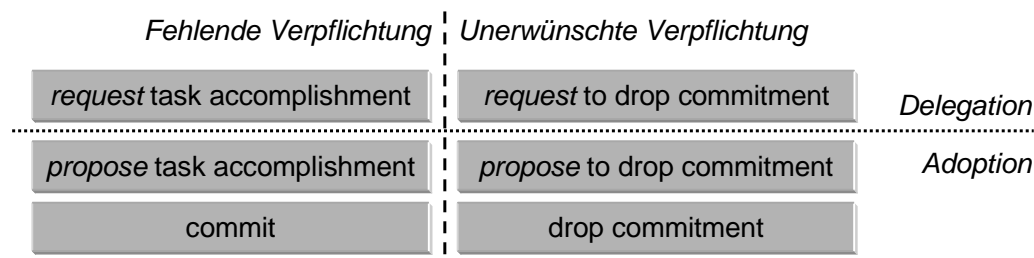 Fehlende Verpflichtung Unerwünschte Verpflichtung
request task accomplishment request to drop commitment
Delegation
propose task accomplishment propose to drop commitment
Adoption
commit drop commitment